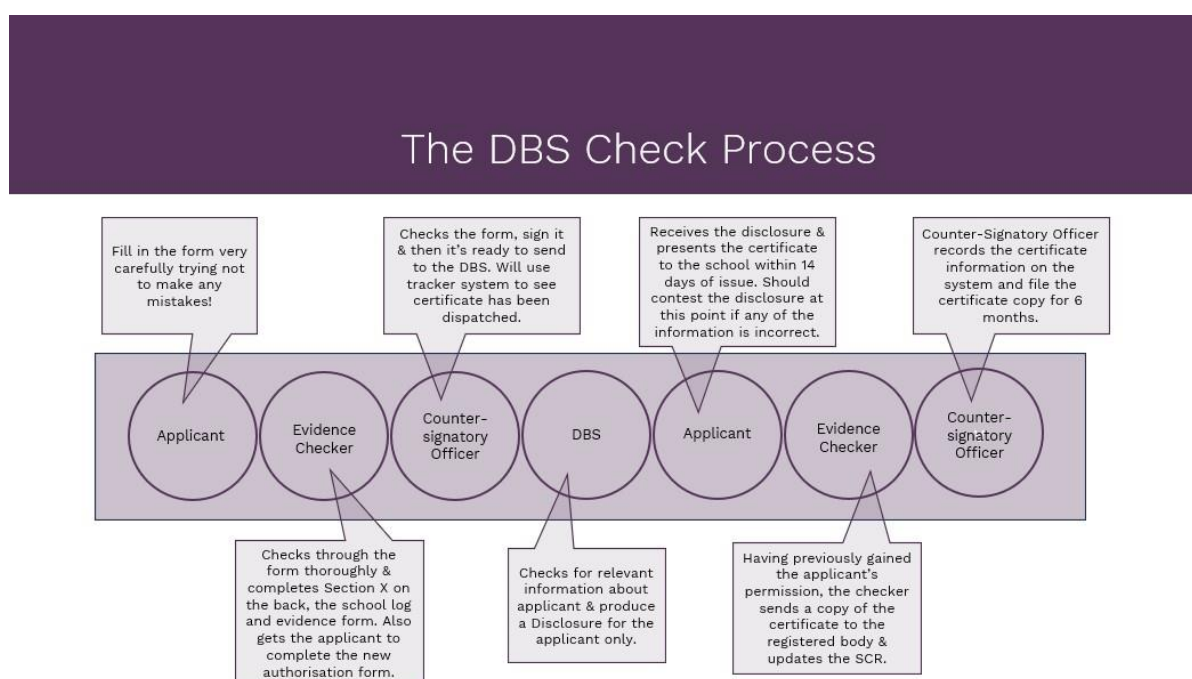 The DBS Check Process
Fill in the form very
carefully trying not
to make any
mistakes!
Checks the form, sign it
& then it's ready to send
to the DBS. Will use
tracker system to see
certificate has been
dispatched.
Receives the disclosure &
presents the certificate
to the school within 14
days of issue. Should
contest the disclosure at
this point if any of the
information is incorrect.
Counter-Signatory Officer
records the certificate
information on the
system and file the
certificate copy for 6
months.
Applicant
Evidence
Checker
Counter-
signatory
Officer
DBS
Applicant
Evidence
Checker
Counter-
signatory
Officer
Checks through the
form thoroughly &
completes Section X on
the back, the school log
and evidence form. Also
gets the applicant to
complete the new
authorisation form.
Checks for relevant
information about
applicant & produce
a Disclosure for the
applicant only.
Having previously gained
the applicant's
permission, the checker
sends a copy of the
certificate to the
registered body &
updates the SCR.